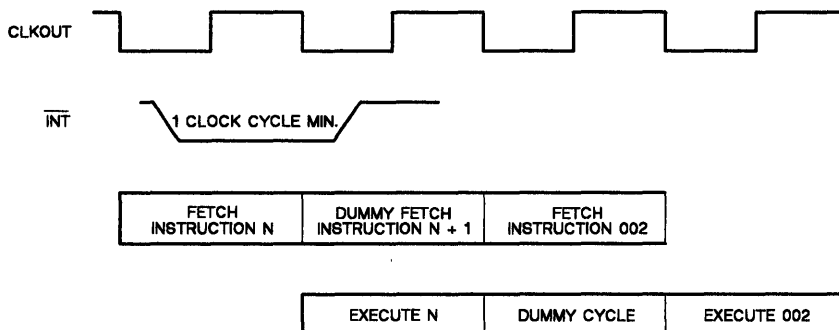 CLKOUT
INT
1 CLOCK CYCLE MIN.
FETCH
INSTRUCTION N
DUMMY FETCH
INSTRUCTION N + 1
FETCH
INSTRUCTION 002
EXECUTE N
DUMMY CYCLE
EXECUTE 002